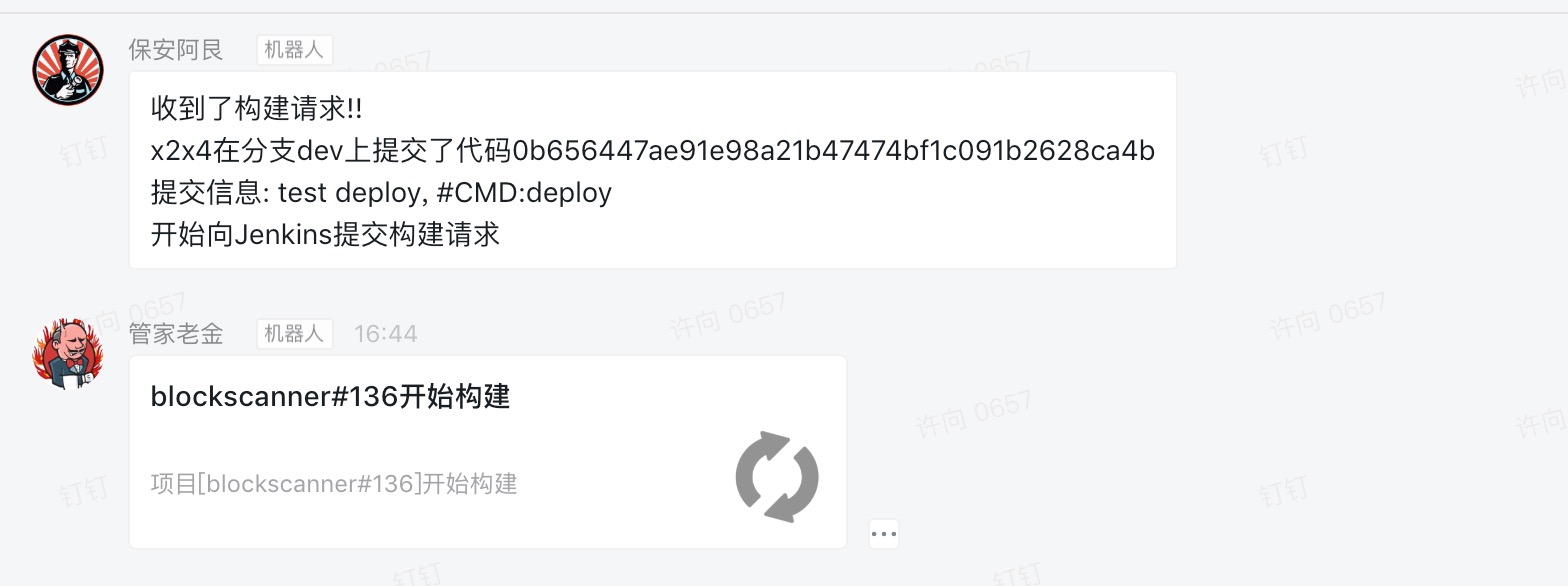 保安阿艮 机器人
收到了构建请求!!
x2x4在分支dev上提交了代码0b656447ae91e98a21b47474bf1c091b2628ca4b
提交信息: test deploy, #CMD:deploy
开始向Jenkins提交构建请求
管家老金 机器人 16:44
blockscanner#136开始构建
项目[blockscanner#136]开始构建
许向 0657
许向 0657
许向 0657
许向 0657
钉钉
钉钉
钉钉
钉钉
钉钉
钉钉